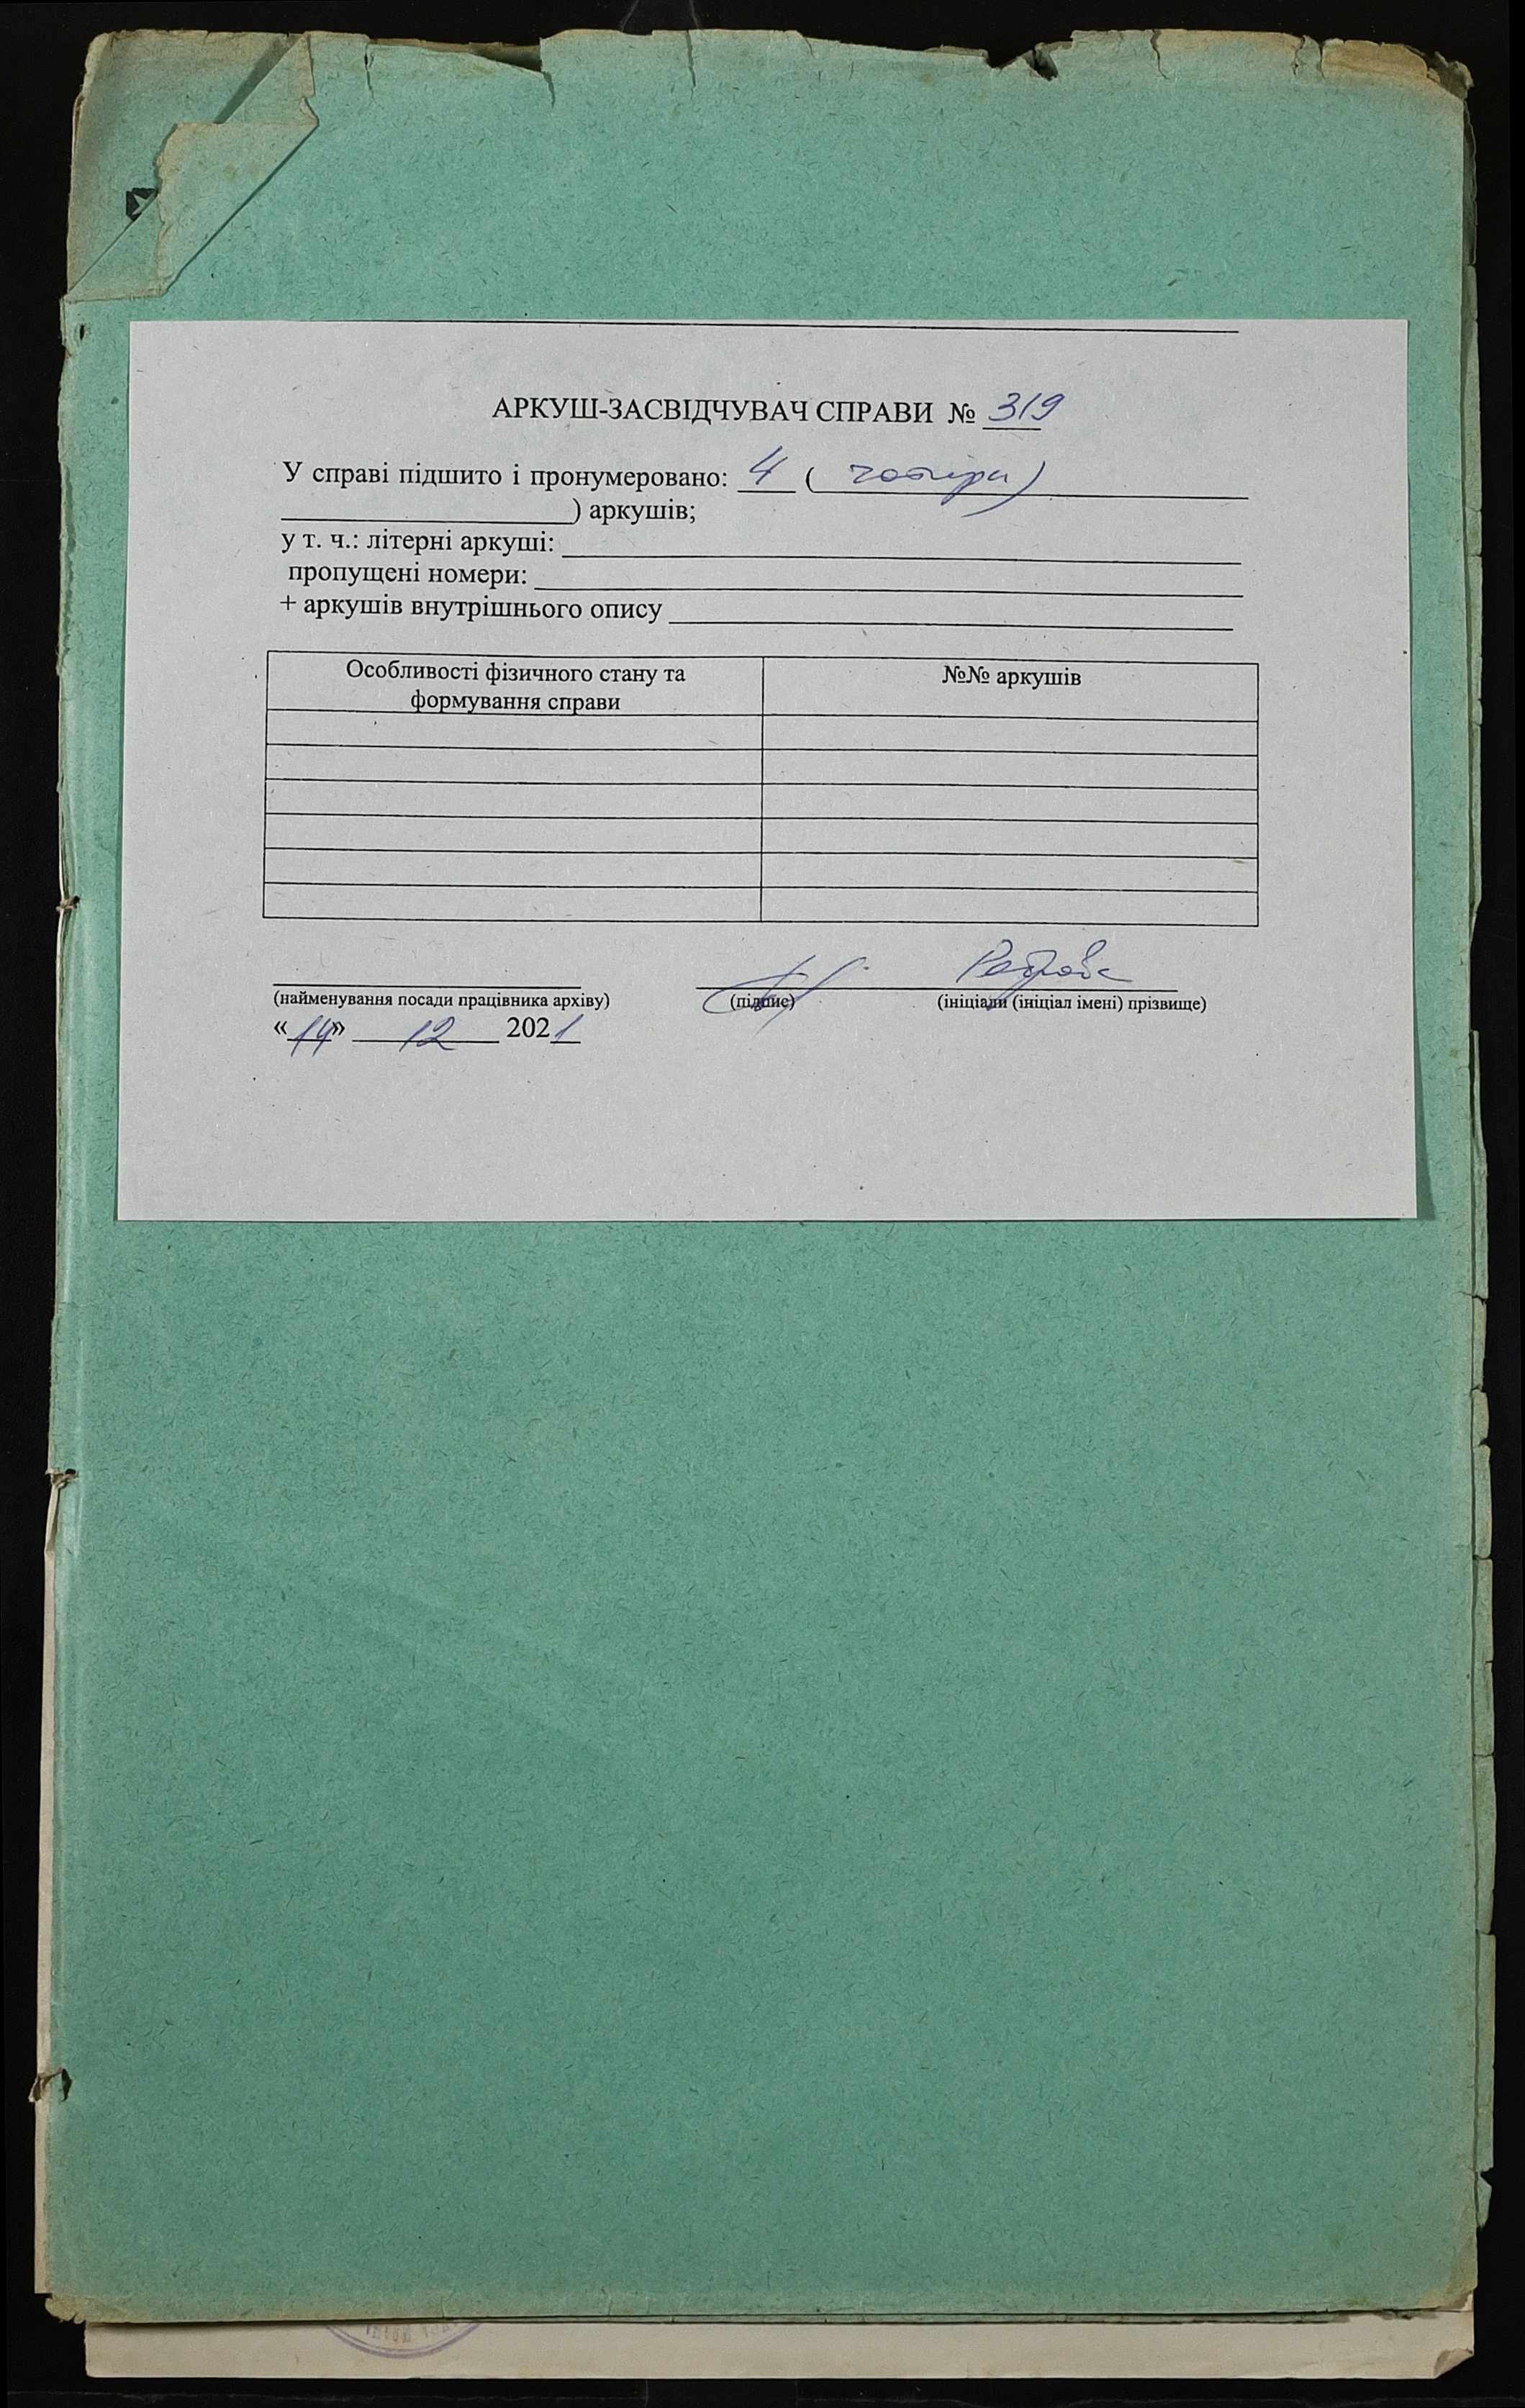 АРКУШ-ЗАСВІДЧУВАЧ СПРАВИ № 319
У справі підшито і пронумеровано: 4 ( чотири)
) аркушів;
у т. ч.: літерні аркуші:
пропущені номери:
+ аркушів внутрішнього опису
Особливості фізичного стану та
формування справи
№№ аркушів
(найменування посади працівника архіву) (підпис) (ініціали (ініціал імені) прізвище)
«14» 12 2021